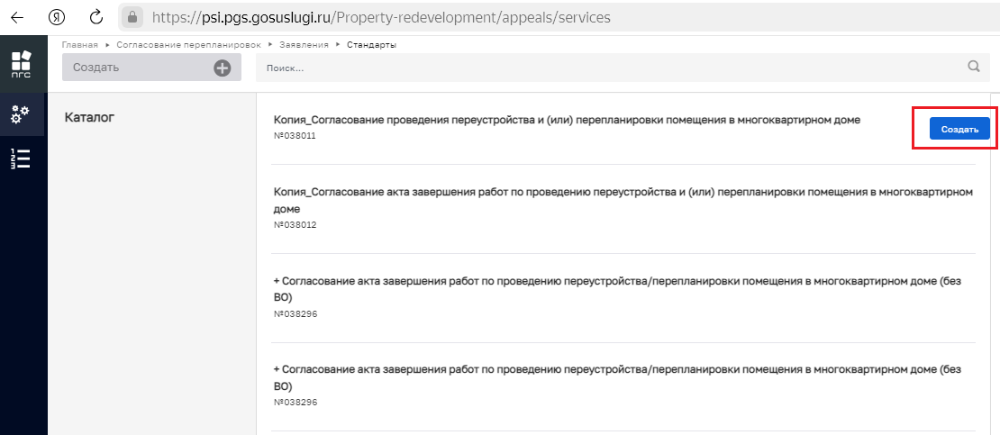 https://psi.pgs.gosuslugi.ru/Property-redevelopment/appeals/services
Главная ▸ Согласование перепланировок ▸ Заявления ▸ Стандарты
пгс
Создать
Поиск...
Каталог
Копия_Согласование проведения переустройства и (или) перепланировки помещения в многоквартирном доме
№038011
Создать
Копия_Согласование акта завершения работ по проведению переустройства и (или) перепланировки помещения в многоквартирном
доме
№038012
+ Согласование акта завершения работ по проведению переустройства/перепланировки помещения в многоквартирном доме (без
ВО)
№038296
+ Согласование акта завершения работ по проведению переустройства/перепланировки помещения в многоквартирном доме (без
ВО)
№038296